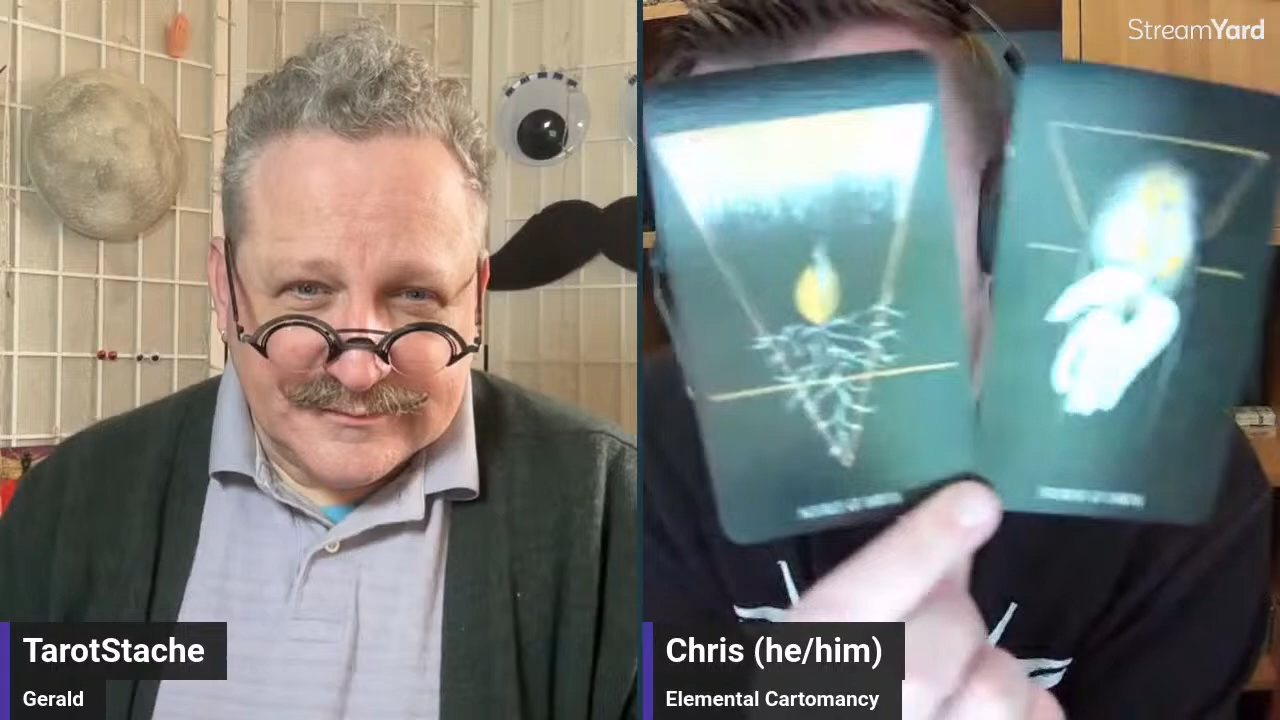 StreamYard
TarotStache
Gerald
Chris (he/him)
Elemental Cartomancy